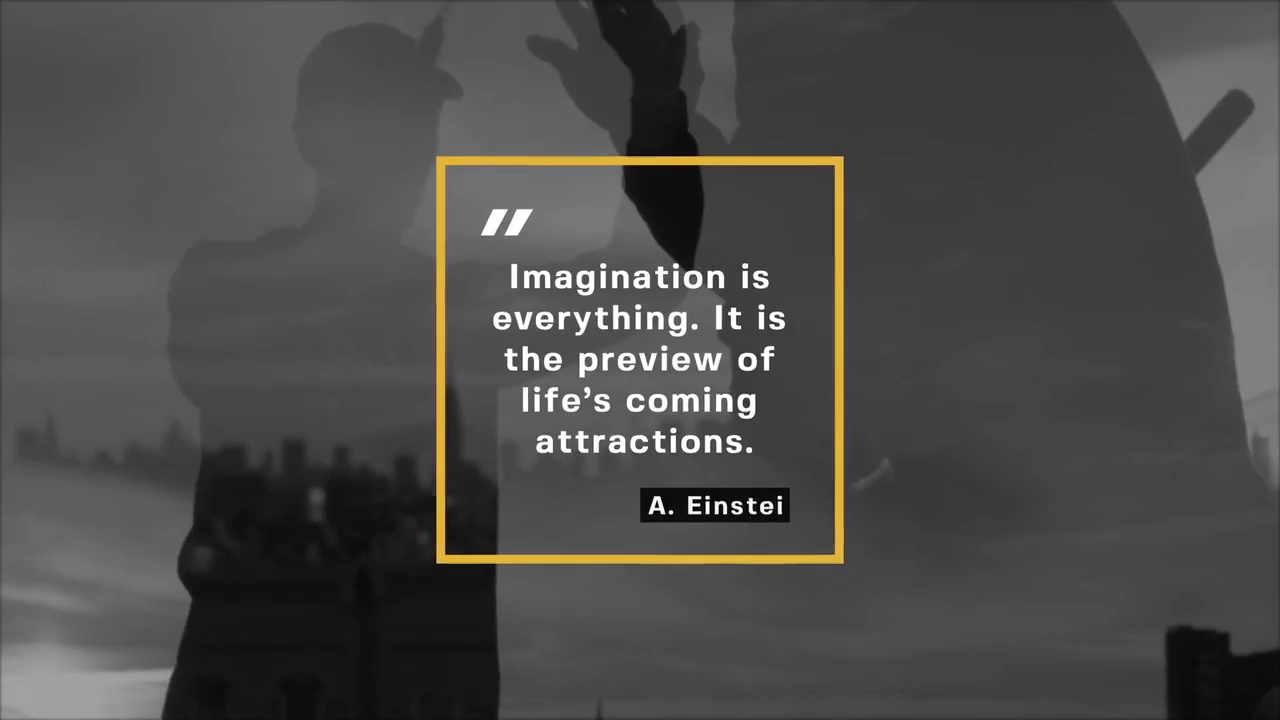 Imagination is
everything. It is
the preview of
life’s coming
attractions.
A. Einstei